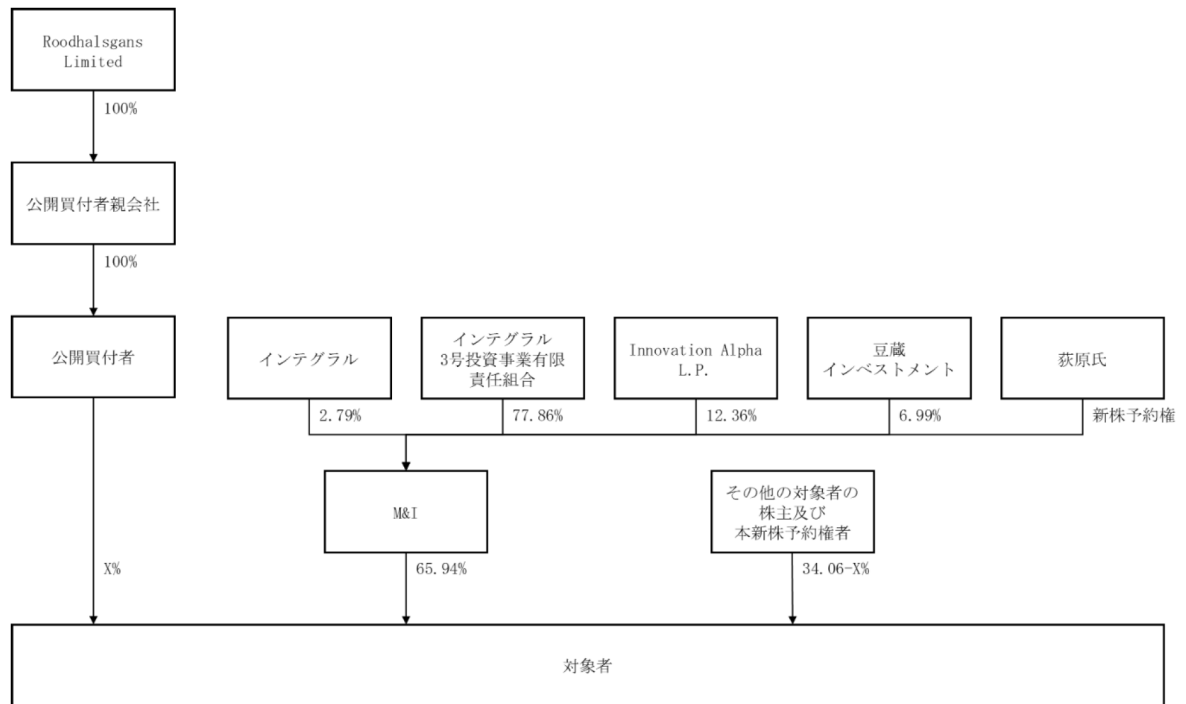 Roodhalsgans
Limited
100%
公開買付者親会社
100%
公開買付者
インテグラル
インテグラル
3号投資事業有限
責任組合
Innovation Alpha
L.P.
豆蔵
インベストメント
荻原氏
2.79%
77.86%
12.36%
6.99%
新株予約権
M&I
その他の対象者の
株主及び
本新株予約権者
X%
65.94%
34.06-X%
対象者